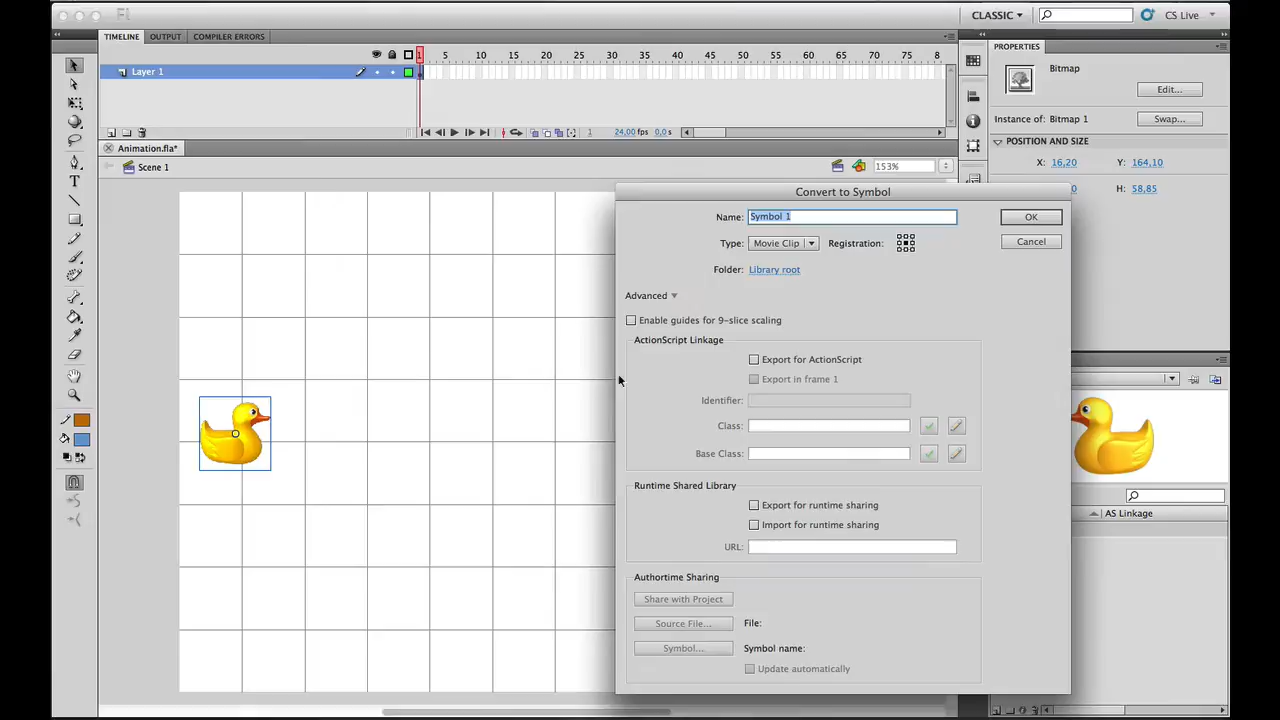 Fl
CLASSIC
CS Live
TIMELINE
OUTPUT
COMPILER ERRORS
PROPERTIES
1 5 10 15 20 25 30 35 40 45 50 55 60 65 70 75 8
Layer 1
Bitmap
Edit...
Instance of: Bitmap 1
Swap...
1
24,00 fps
0,0 s
POSITION AND SIZE
Animation.fla*
X: 16,20
Y: 164,10
Scene 1
153%
0
H: 58,85
Convert to Symbol
Name:
Symbol 1
OK
Type:
Movie Clip
Registration:
Cancel
Folder:
Library root
Advanced
Enable guides for 9-slice scaling
ActionScript Linkage
Export for ActionScript
Export in frame 1
Identifier:
Class:
Base Class:
Runtime Shared Library
Export for runtime sharing
Import for runtime sharing
URL:
AS Linkage
Authortime Sharing
Share with Project
Source File...
File:
Symbol...
Symbol name:
Update automatically